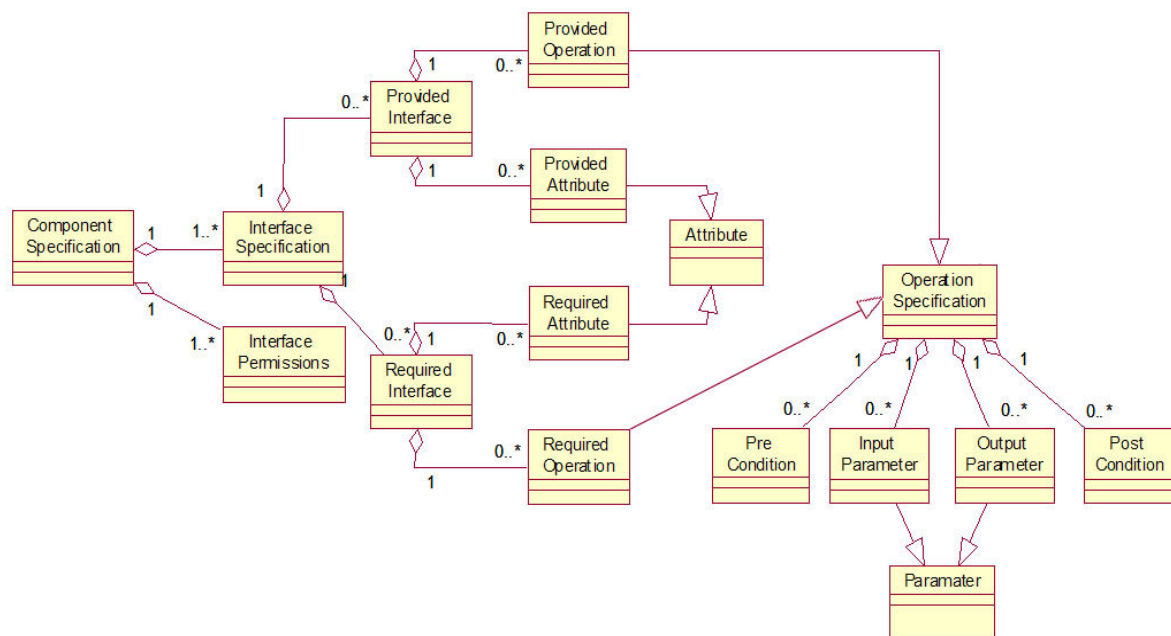 Provided
Operation
1
0..*
0..*
Provided
Interface
1
0..*
Provided
Attribute
1
Component
Specification
1
1..*
Interface
Specification
Attribute
1
1
1..*
Interface
Permissions
0..*
1
0..*
Required
Attribute
Operation
Specification
Required
Interface
1
1
1
1
0..*
0..*
0..*
0..*
0..*
1
Required
Operation
Pre
Condition
Input
Parameter
Output
Parameter
Post
Condition
Paramater